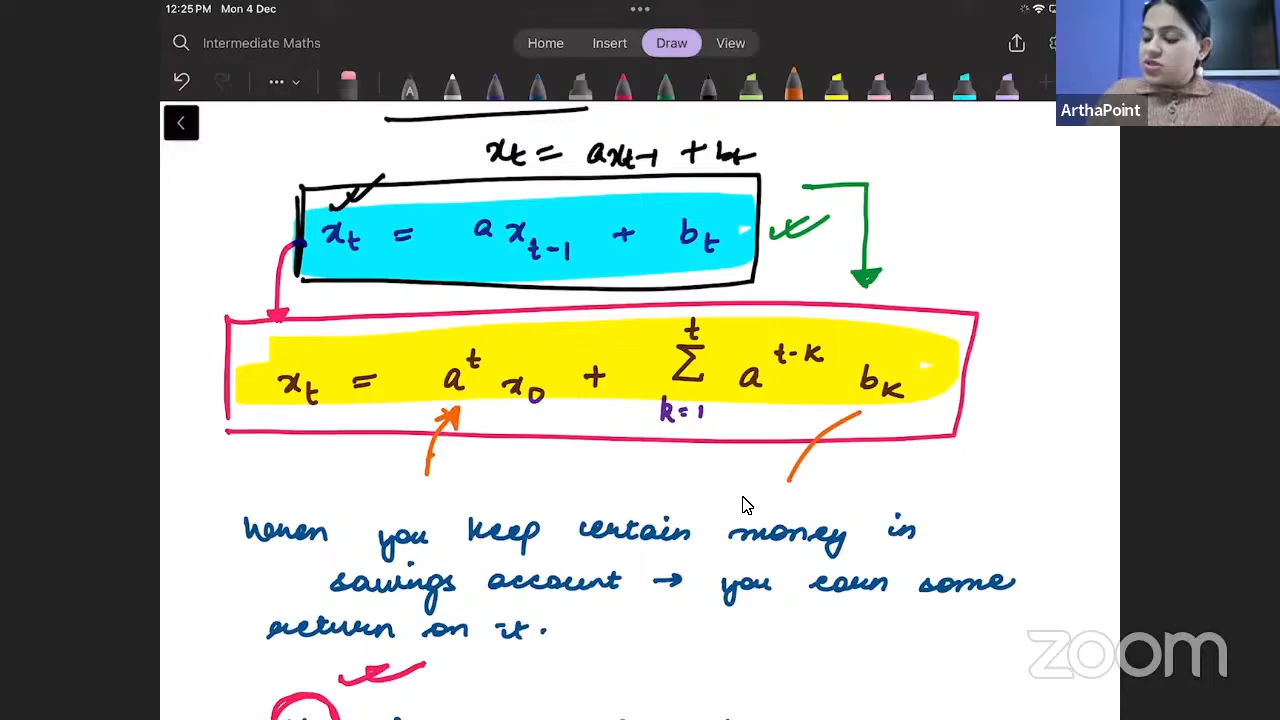 12:25 PM Mon 4 Dec
Intermediate Maths
Home Insert Draw View
A
ArthaPoint
xt = axt-1 + bt
xt = a xt-1 + bt
xt = a^t x0 + Σ_{k=1}^{t} a^{t-k} bk
When you keep certain money in
savings account → you earn some
return on it.
zoom